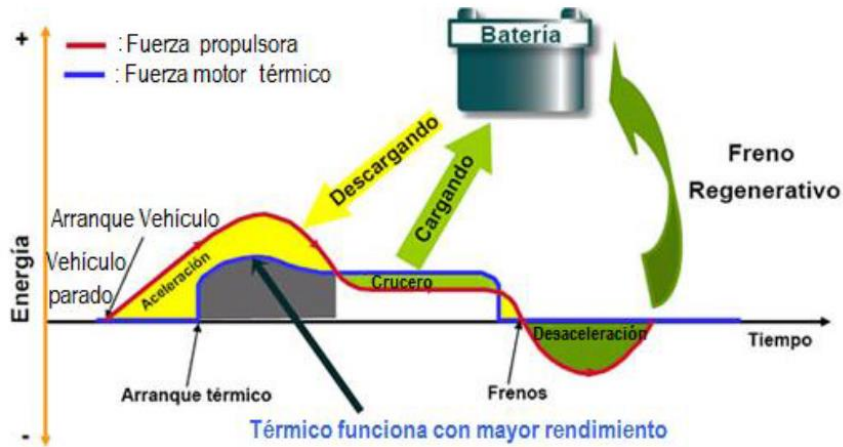 +
: Fuerza propulsora
: Fuerza motor térmico
Batería
Descargando
Cargando
Freno
Regenerativo
Arranque Vehículo
Vehículo
parado
Aceleración
Crucero
Desaceleración
Energía
Tiempo
Arranque térmico
Frenos
Térmico funciona con mayor rendimiento
-